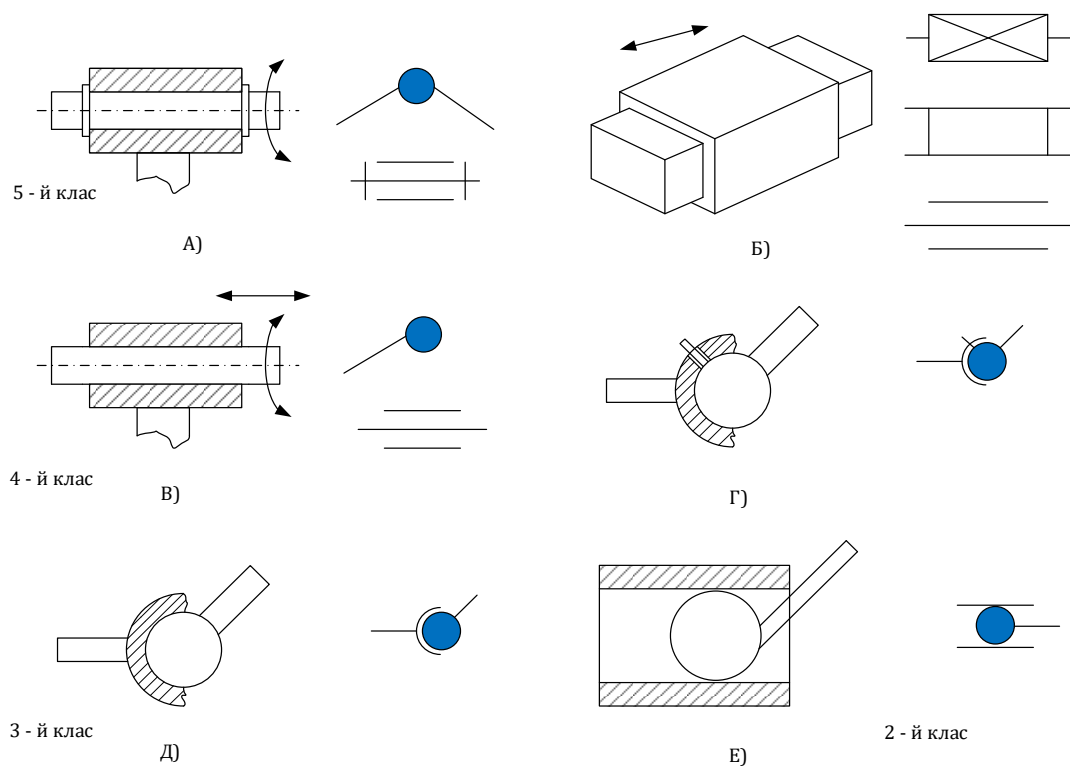 5 - й клас
А)
Б)
4 - й клас
В)
Г)
3 - й клас
Д)
Е)
2 - й клас